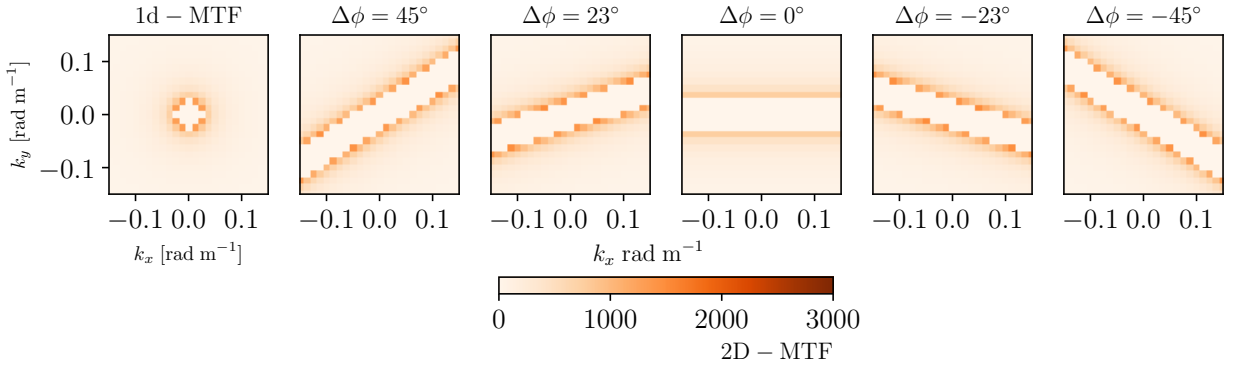 1d − MTF
Δϕ = 45°
Δϕ = 23°
Δϕ = 0°
Δϕ = −23°
Δϕ = −45°
k_y [rad m⁻¹]
0.1
0.0
−0.1
−0.1 0.0 0.1
−0.1 0.0 0.1
−0.1 0.0 0.1
−0.1 0.0 0.1
−0.1 0.0 0.1
−0.1 0.0 0.1
k_x [rad m⁻¹]
k_x rad m⁻¹
0 1000 2000 3000
2D − MTF